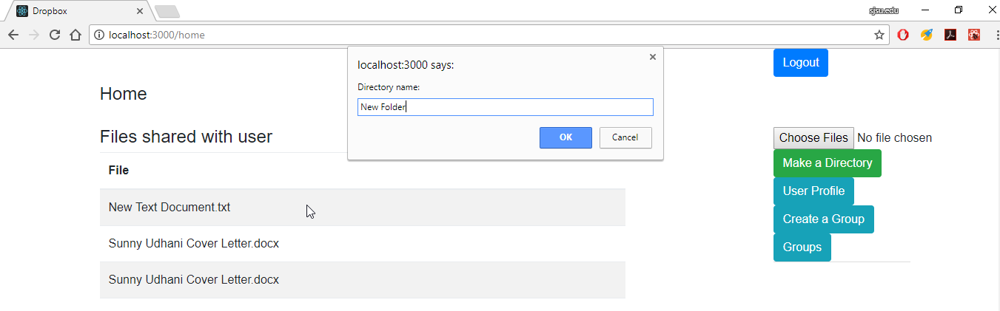 Dropbox
sjsu.edu
localhost:3000/home
localhost:3000 says:
Directory name:
New Folder
OK Cancel
Logout
Home
Files shared with user
File
New Text Document.txt
Sunny Udhani Cover Letter.docx
Sunny Udhani Cover Letter.docx
Choose Files No file chosen
Make a Directory
User Profile
Create a Group
Groups